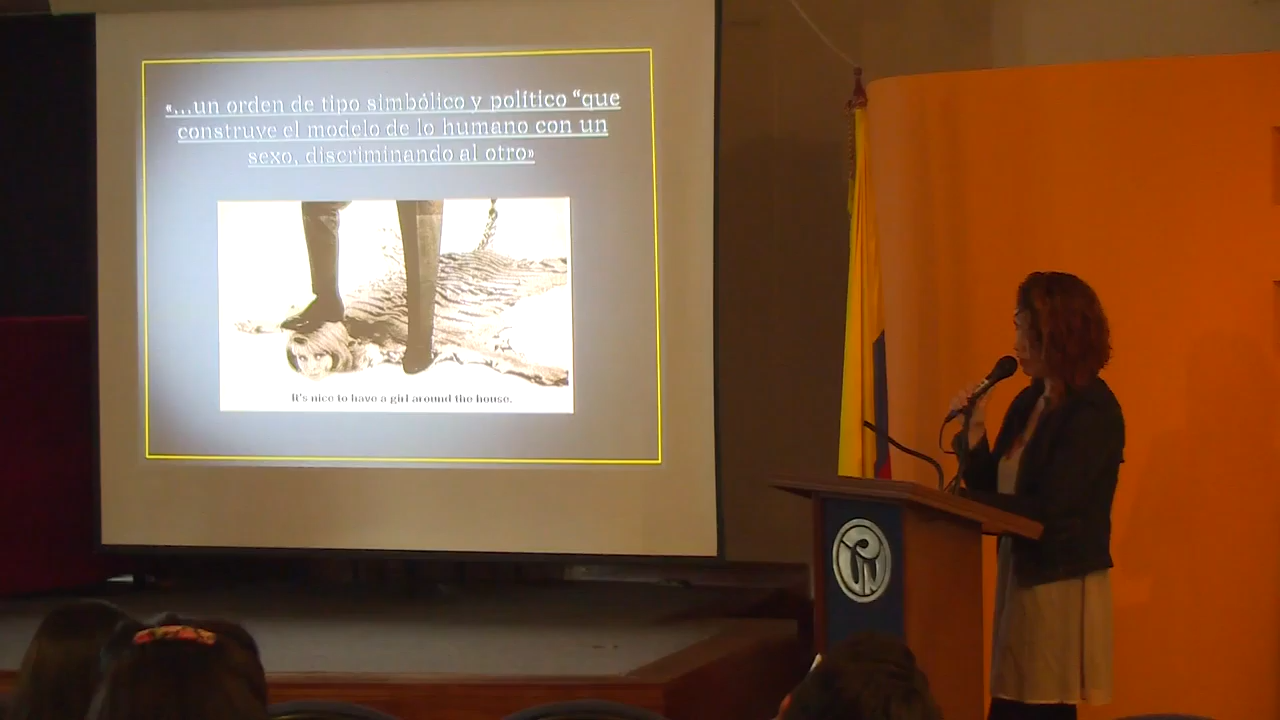 «...un orden de tipo simbólico y político “que
construye el modelo de lo humano con un
sexo, discriminando al otro»
It's nice to have a girl around the house.